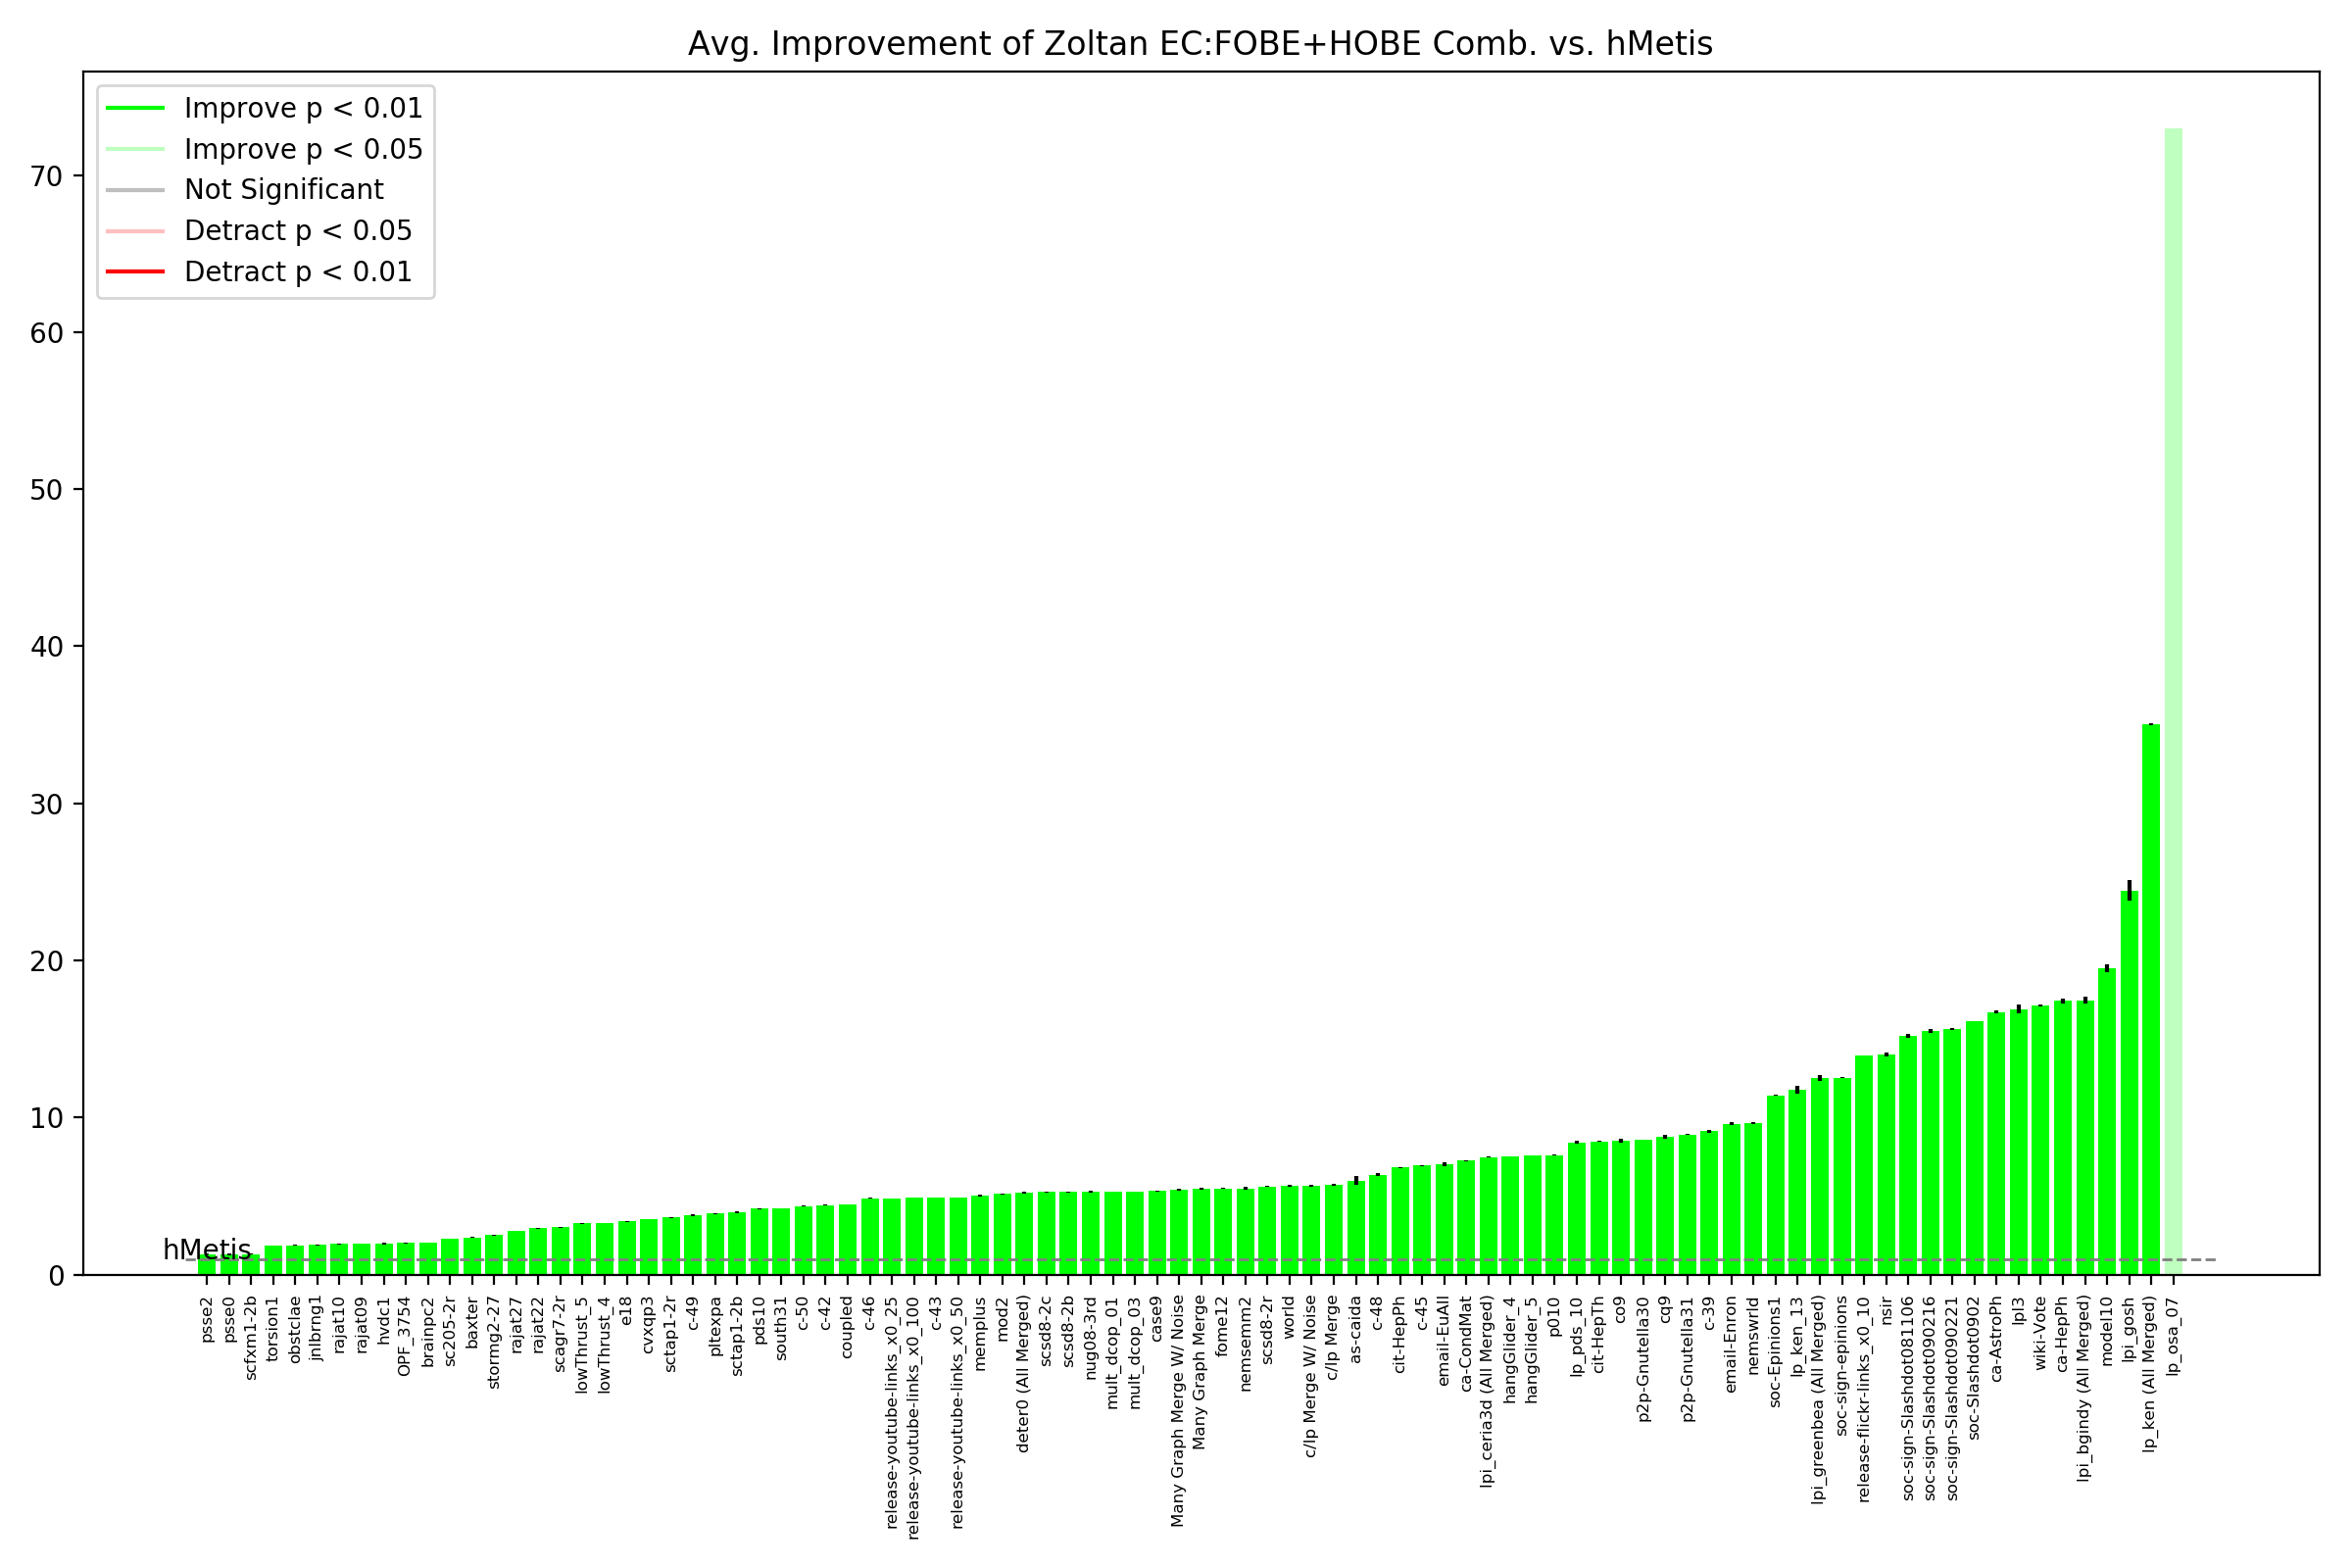 Avg. Improvement of Zoltan EC:FOBE+HOBE Comb. vs. hMetis
Improve p < 0.01
Improve p < 0.05
Not Significant
Detract p < 0.05
Detract p < 0.01
70
60
50
40
30
20
10
0
hMetis
psse2
psse0
scfxm1-2b
torsion1
obstclae
jnlbrng1
rajat10
rajat09
hvdc1
OPF_3754
brainpc2
sc205-2r
baxter
stormg2-27
rajat27
rajat22
scagr7-2r
lowThrust_5
lowThrust_4
e18
cvxqp3
sctap1-2r
c-49
pltexpa
sctap1-2b
pds10
south31
c-50
c-42
coupled
c-46
release-youtube-links_x0_25
release-youtube-links_x0_100
c-43
release-youtube-links_x0_50
memplus
mod2
deter0 (All Merged)
scsd8-2c
scsd8-2b
nug08-3rd
mult_dcop_01
mult_dcop_03
case9
Many Graph Merge W/ Noise
Many Graph Merge
fome12
nemsemm2
scsd8-2r
world
c/lp Merge W/ Noise
c/lp Merge
as-caida
c-48
cit-HepPh
c-45
email-EuAll
ca-CondMat
lpi_ceria3d (All Merged)
hangGlider_4
hangGlider_5
p010
lp_pds_10
cit-HepTh
co9
p2p-Gnutella30
cq9
p2p-Gnutella31
c-39
email-Enron
nemswrld
soc-Epinions1
lp_ken_13
lpi_greenbea (All Merged)
soc-sign-epinions
release-flickr-links_x0_10
nsir
soc-sign-Slashdot081106
soc-sign-Slashdot090216
soc-sign-Slashdot090221
soc-Slashdot0902
ca-AstroPh
lpl3
wiki-Vote
ca-HepPh
lpi_bgindy (All Merged)
model10
lpi_gosh
lp_ken (All Merged)
lp_osa_07